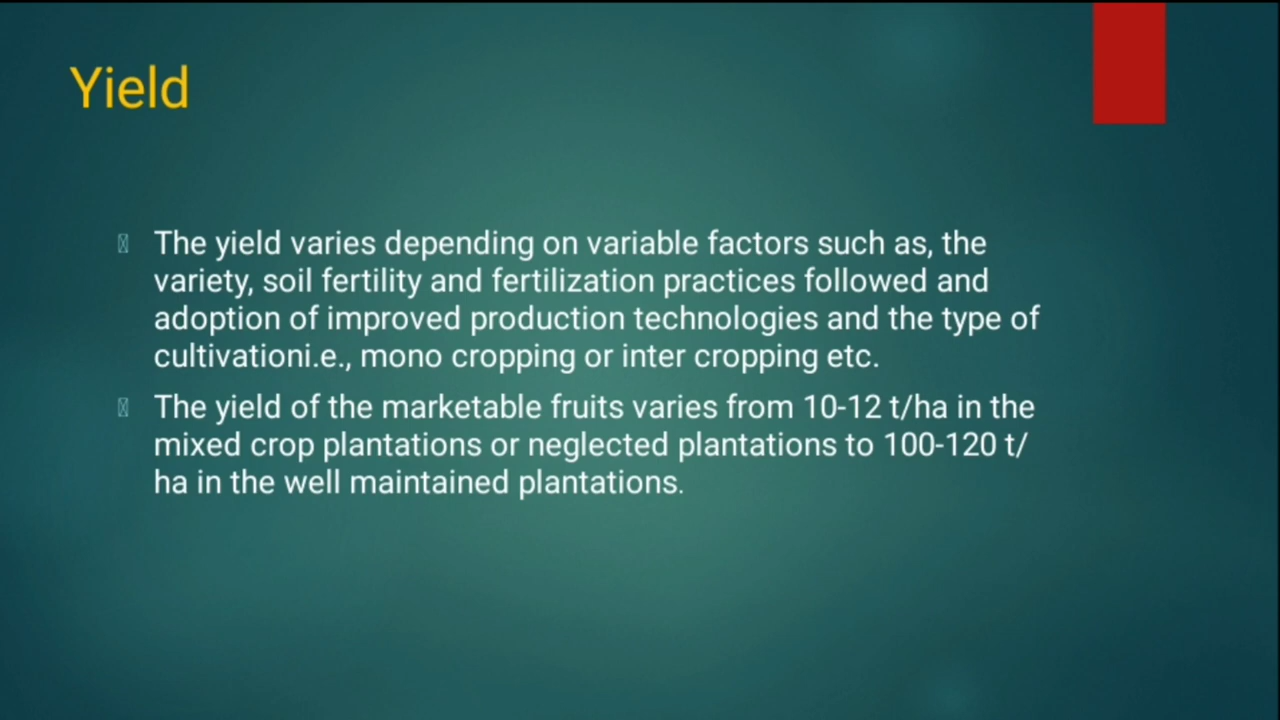 Yield
The yield varies depending on variable factors such as, the
variety, soil fertility and fertilization practices followed and
adoption of improved production technologies and the type of
cultivationi.e., mono cropping or inter cropping etc.
The yield of the marketable fruits varies from 10-12 t/ha in the
mixed crop plantations or neglected plantations to 100-120 t/
ha in the well maintained plantations.